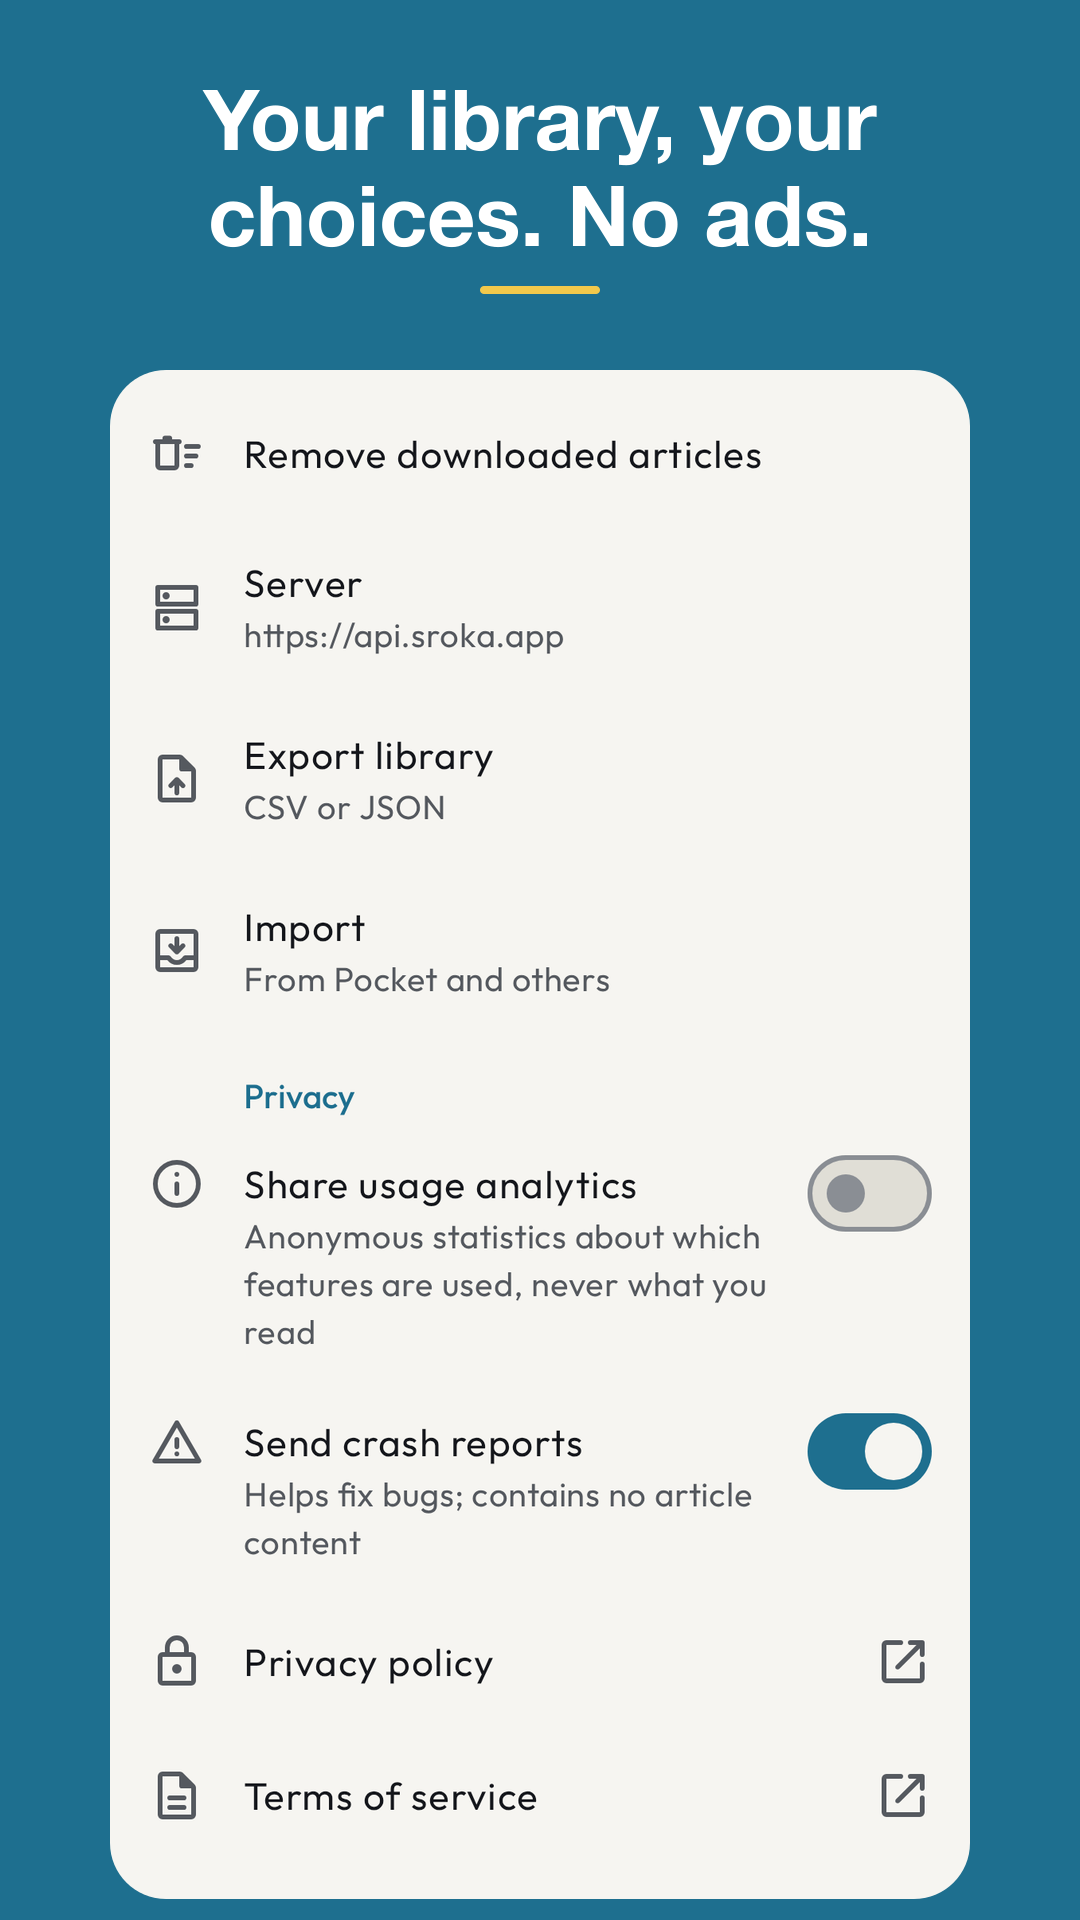 Your library, your
choices. No ads.
Remove downloaded articles
Server
https://api.sroka.app
Export library
CSV or JSON
Import
From Pocket and others
Privacy
Share usage analytics
Anonymous statistics about which
features are used, never what you
read
Send crash reports
Helps fix bugs; contains no article
content
Privacy policy
Terms of service